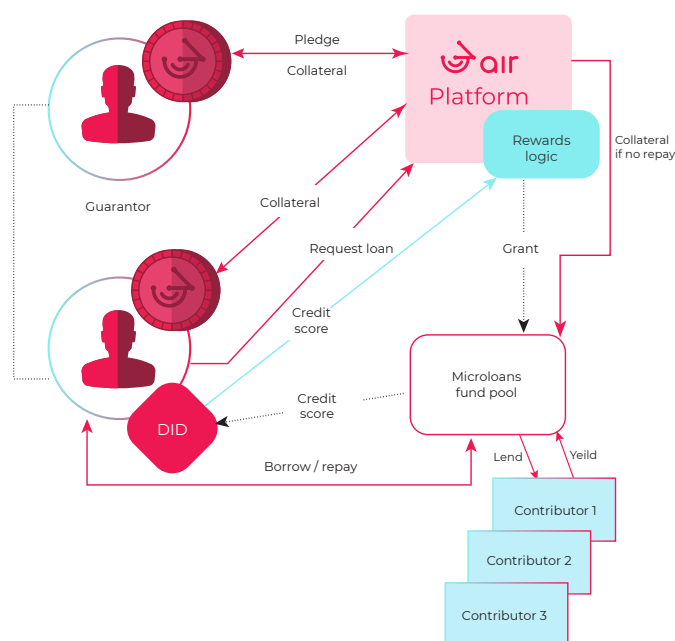 Pledge
Collateral
air
Platform
Rewards
logic
Collateral
if no repay
Guarantor
Collateral
Request loan
Grant
Credit
score
Microloans
fund pool
Credit
score
DID
Borrow / repay
Lend
Yeild
Contributor 1
Contributor 2
Contributor 3